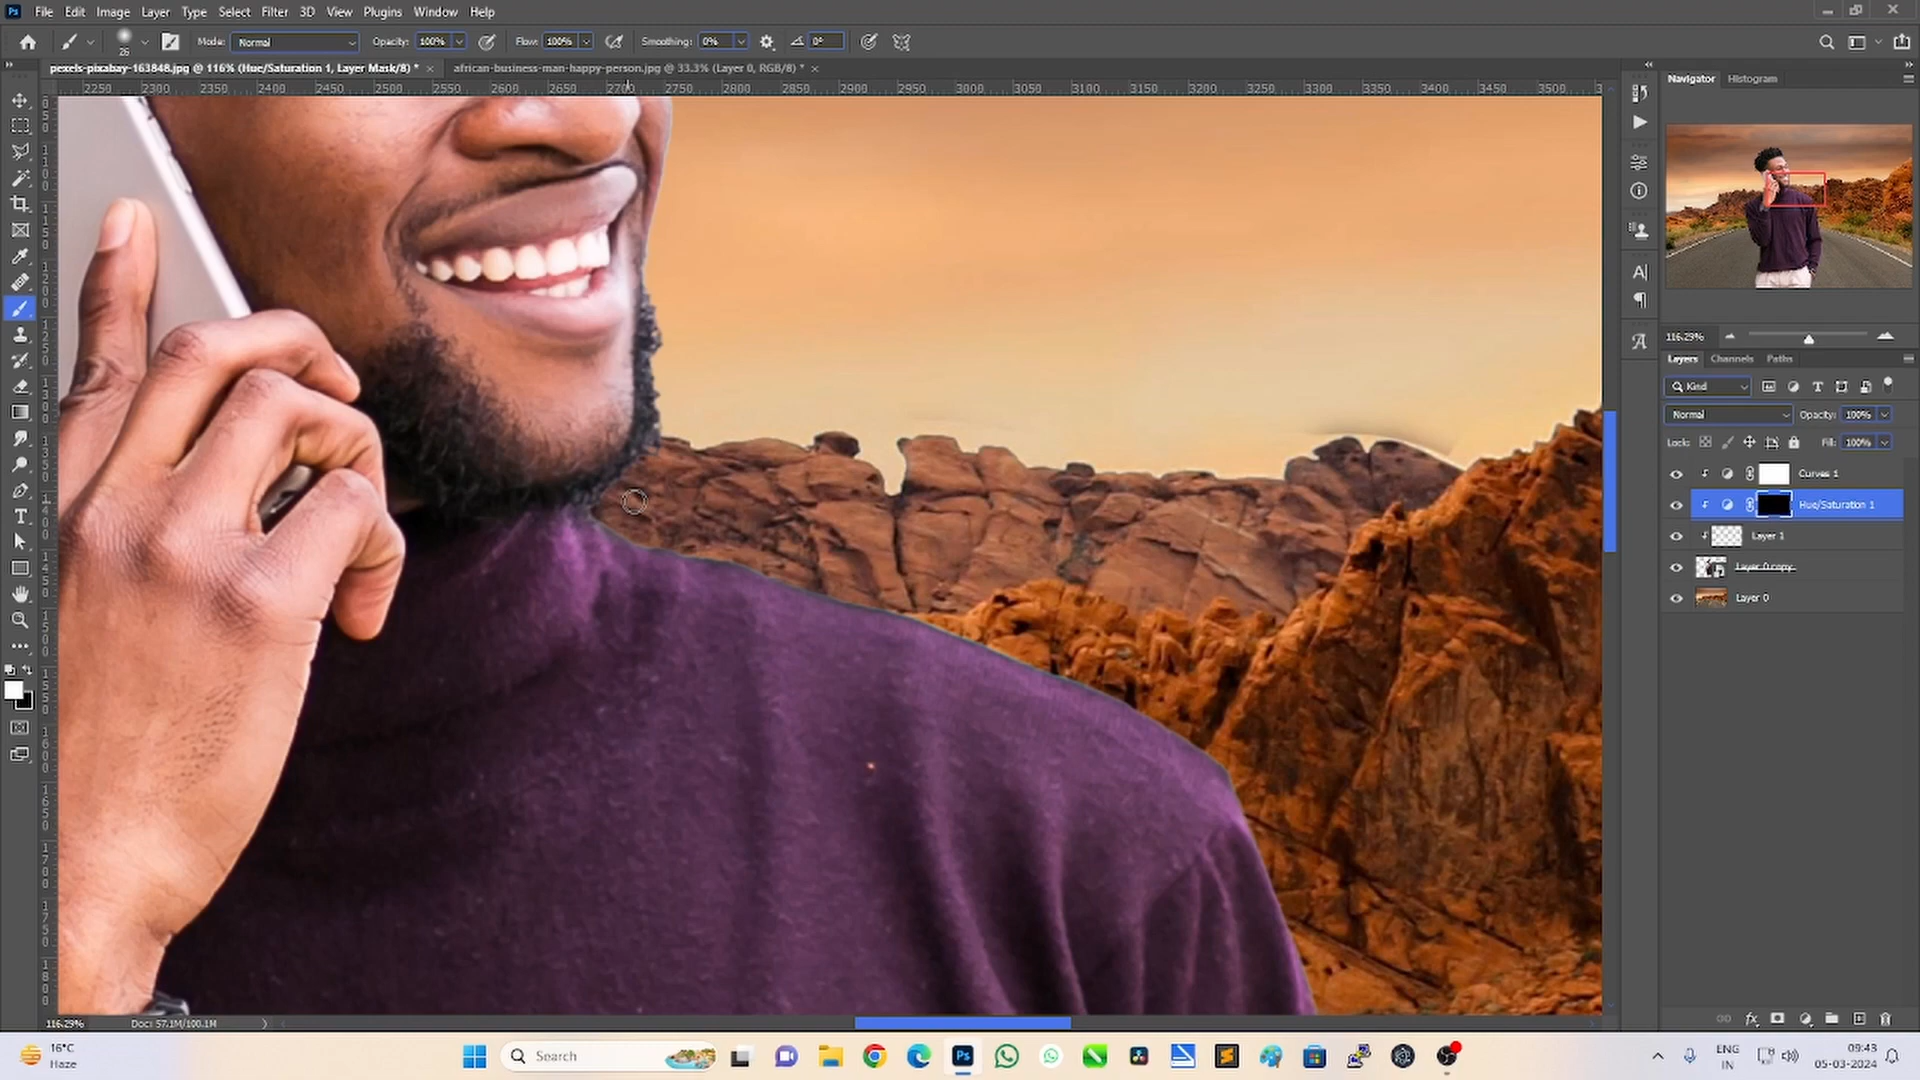 Ps File Edit Image Layer Type Select Filter 3D View Plugins Window Help
26 Mode: Normal Opacity: 100% Flow: 100% Smoothing: 0% 0°
pexels-pixabay-163848.jpg @ 116% (Hue/Saturation 1, Layer Mask/8) * ×
african-business-man-happy-person.jpg @ 33.3% (Layer 0, RGB/8) * ×
2250 2300 2350 2400 2450 2500 2550 2600 2650 2700 2750 2800 2850 2900 2950 3000 3050 3100 3150 3200 3250 3300 3350 3400 3450 3500
Navigator Histogram
116.29%
Layers Channels Paths
Kind
Normal Opacity: 100%
Lock: Fill: 100%
Curves 1
Hue/Saturation 1
Layer 1
Layer 0 copy
Layer 0
116.29% Doc: 57.1M/100.1M
16°C
Haze
Search
Ps
ENG
IN
09:43
05-03-2024